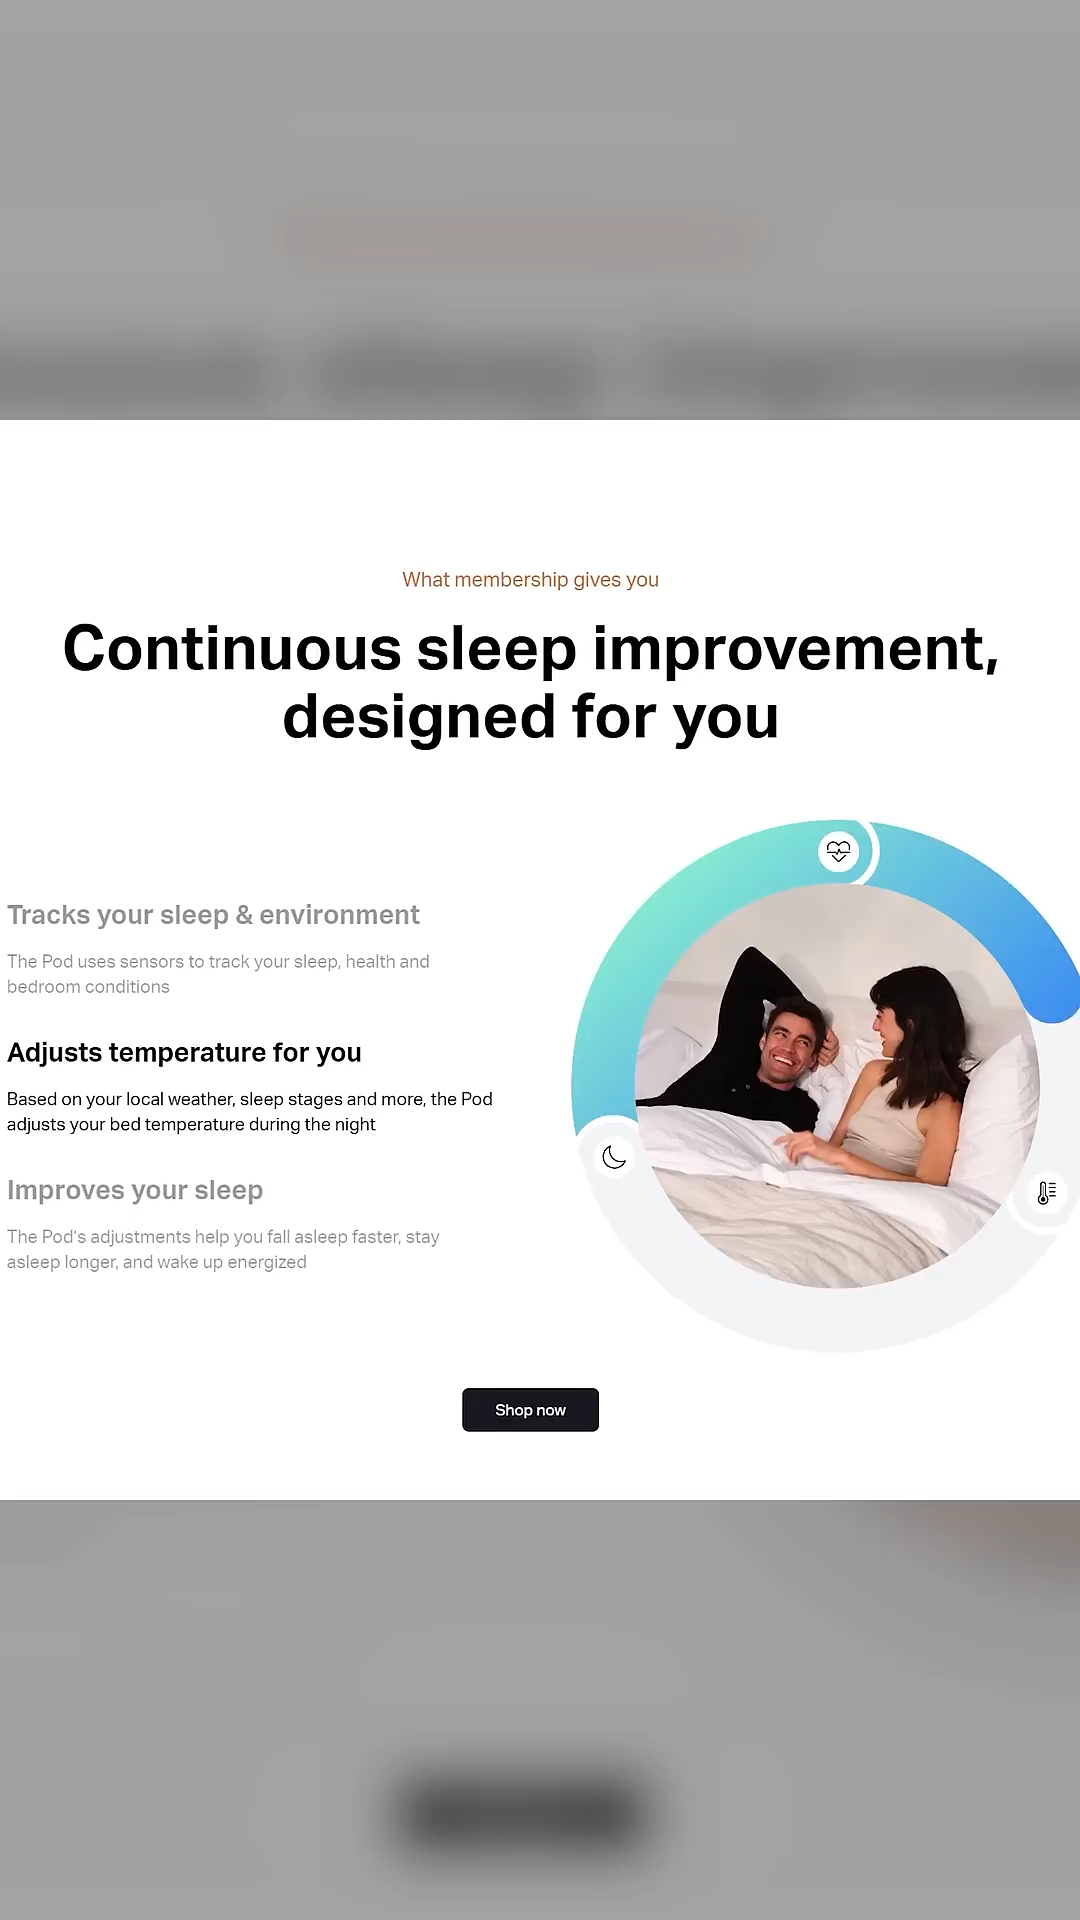 What membership gives you
Continuous sleep improvement,
designed for you
Tracks your sleep & environment
The Pod uses sensors to track your sleep, health and
bedroom conditions
Adjusts temperature for you
Based on your local weather, sleep stages and more, the Pod
adjusts your bed temperature during the night
Improves your sleep
The Pod's adjustments help you fall asleep faster, stay
asleep longer, and wake up energized
Shop now